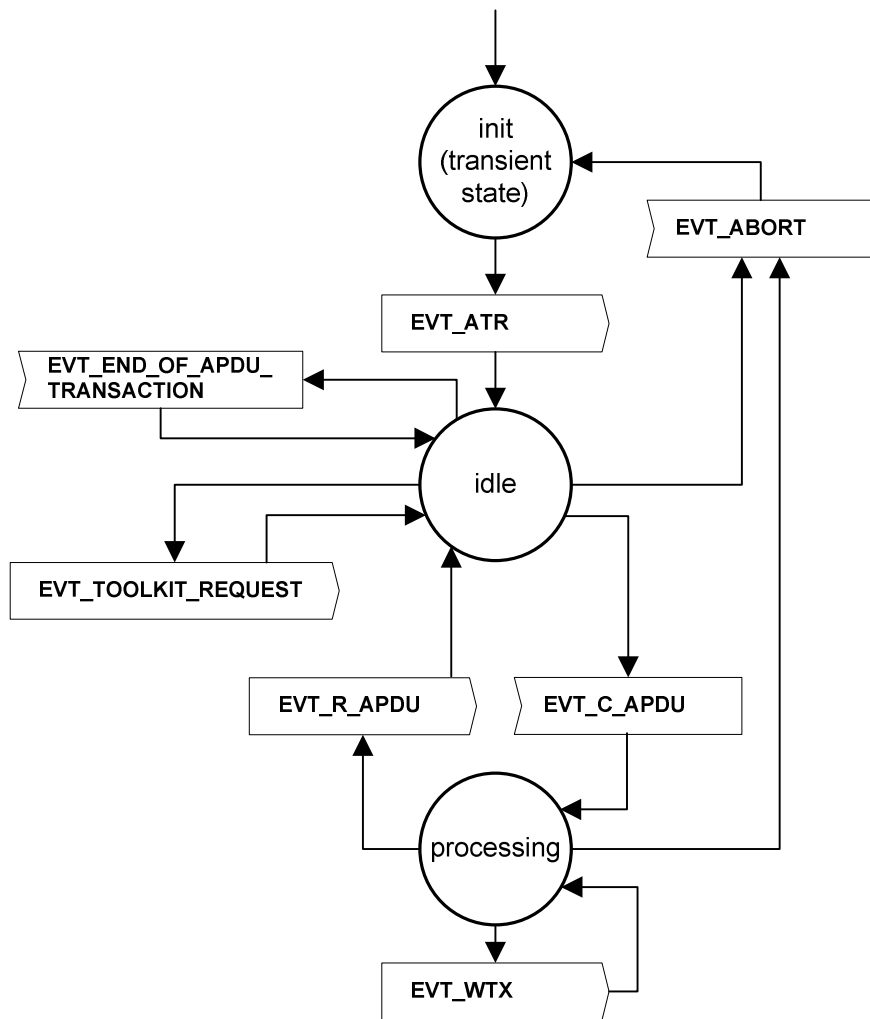 init
(transient
state)
EVT_ABORT
EVT_ATR
EVT_END_OF_APDU_
TRANSACTION
idle
EVT_TOOLKIT_REQUEST
EVT_R_APDU
EVT_C_APDU
processing
EVT_WTX